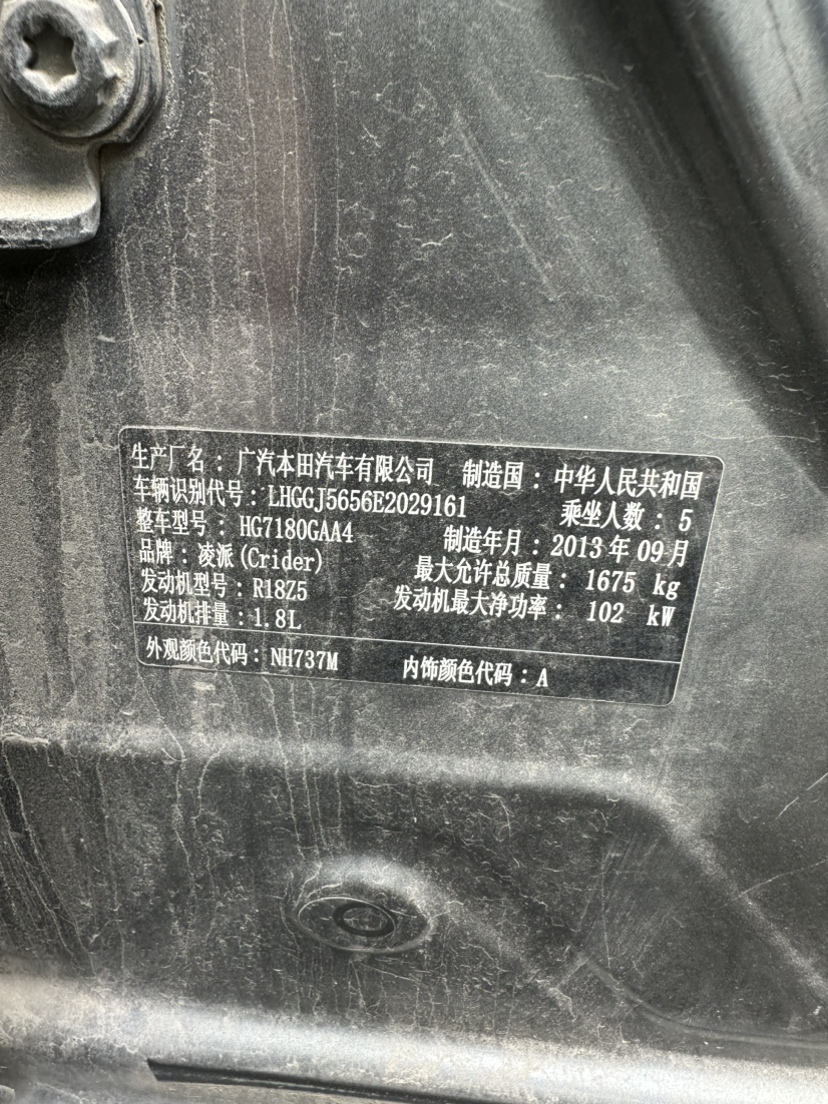 生产厂名：广汽本田汽车有限公司 制造国：中华人民共和国
车辆识别代号：LHGGJ5656E2029161 乘坐人数：5
整车型号：HG7180GAA4 制造年月：2013年09月
品牌：凌派(Crider) 最大允许总质量：1675 kg
发动机型号：R18Z5 发动机最大净功率：102 kW
发动机排量：1.8L
外观颜色代码：NH737M 内饰颜色代码：A